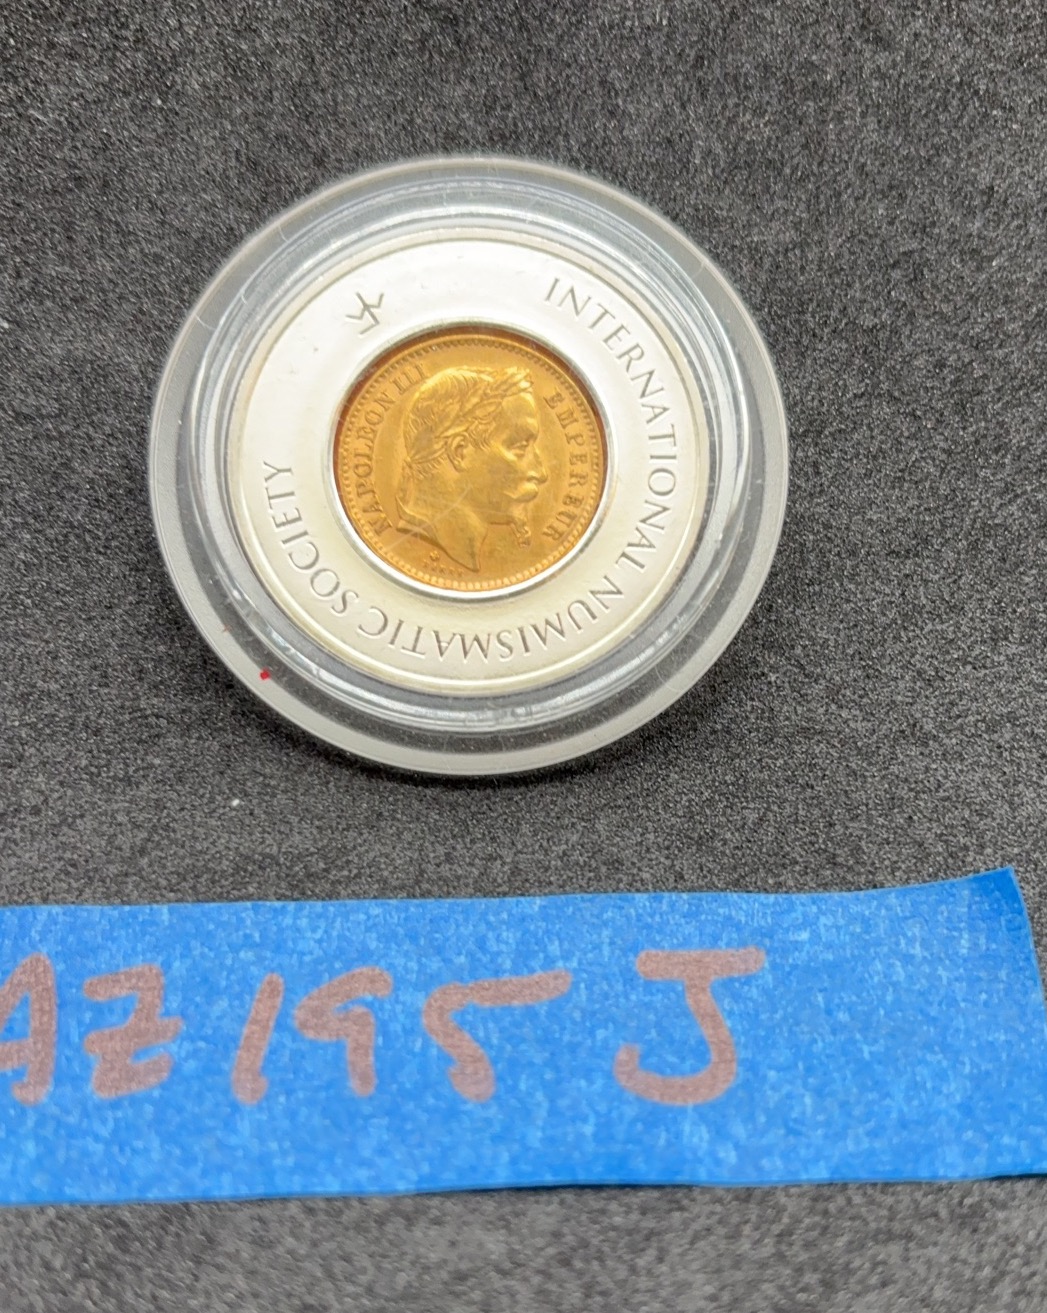 INTERNATIONAL NUMISMATIC SOCIETY
NAPOLEON III EMPEREUR
AZ195 J